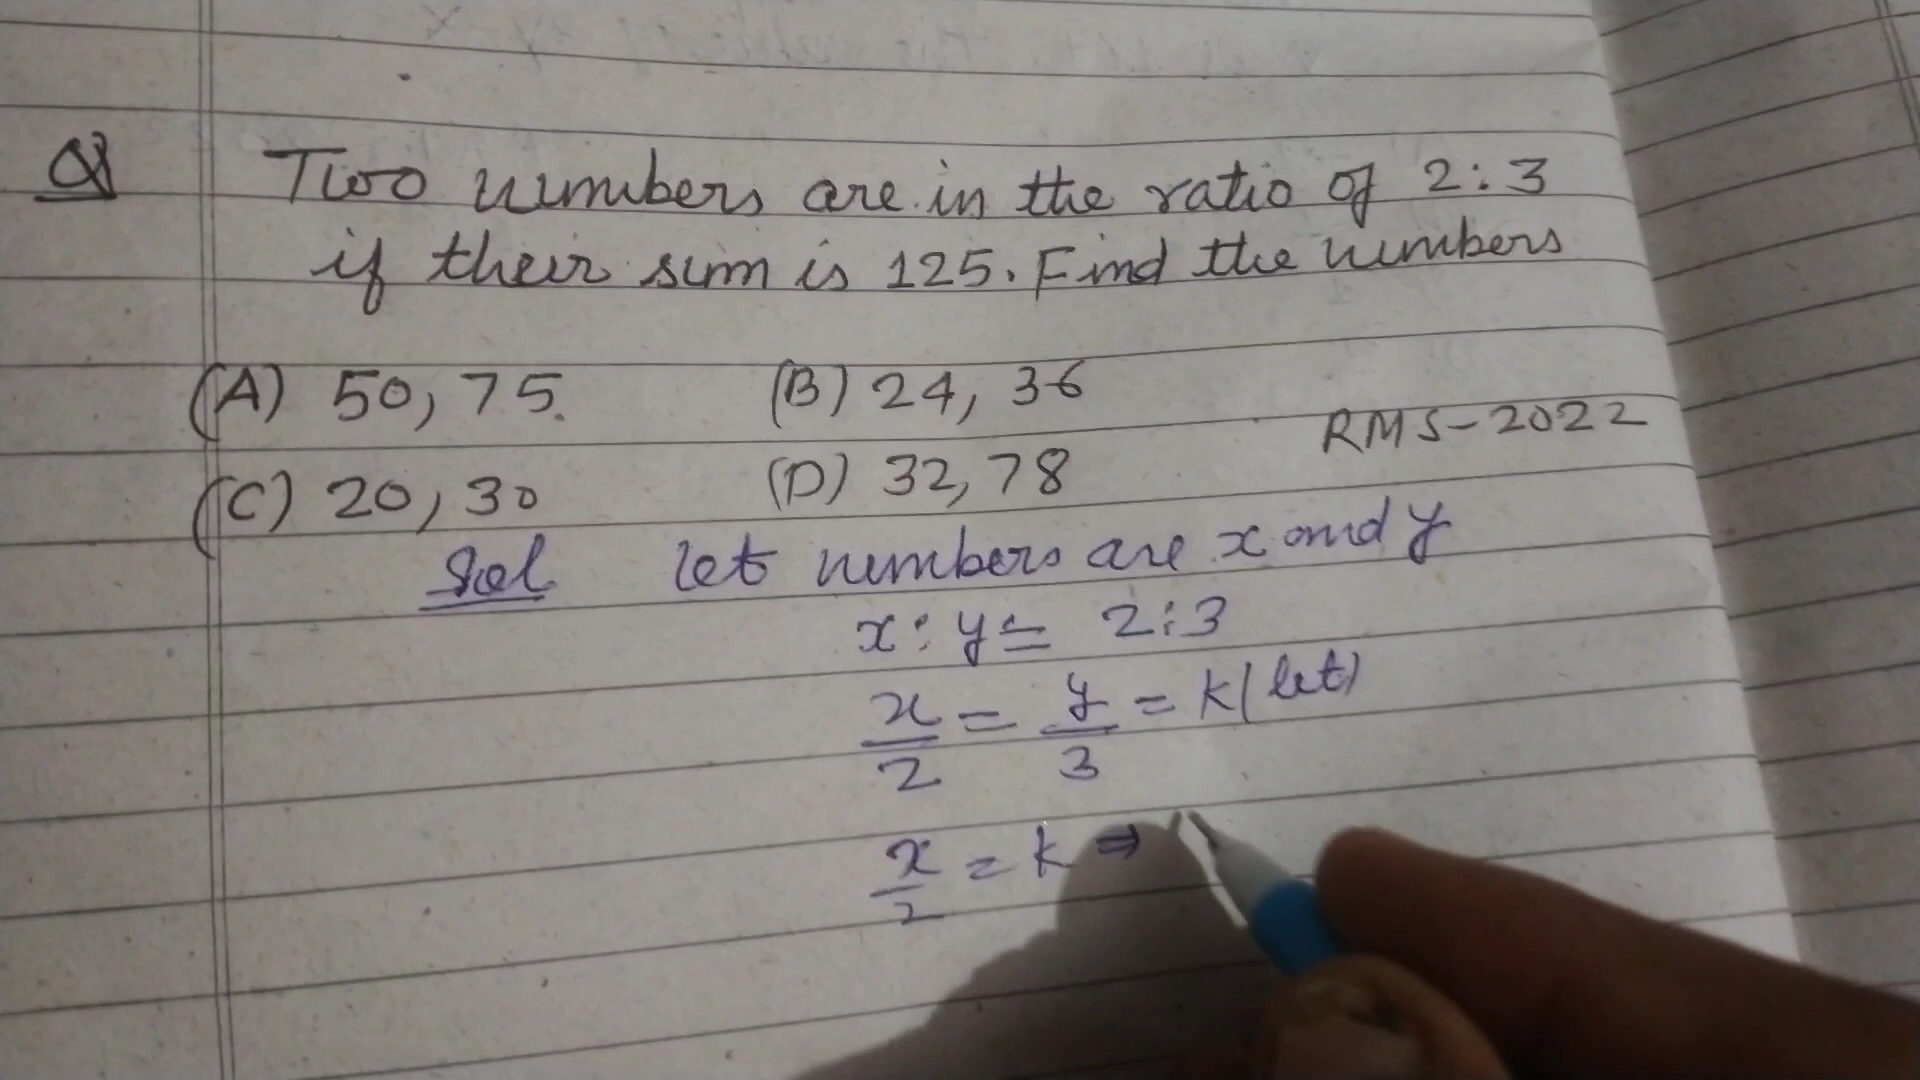 Q Two numbers are in the ratio of 2:3
if their sum is 125. Find the numbers
(A) 50, 75. (B) 24, 36
RMS-2022
(C) 20, 30 (D) 32, 78
Sol let numbers are x and y
x : y = 2:3
x/2 = y/3 = k (let)
x/2 = k ⇒